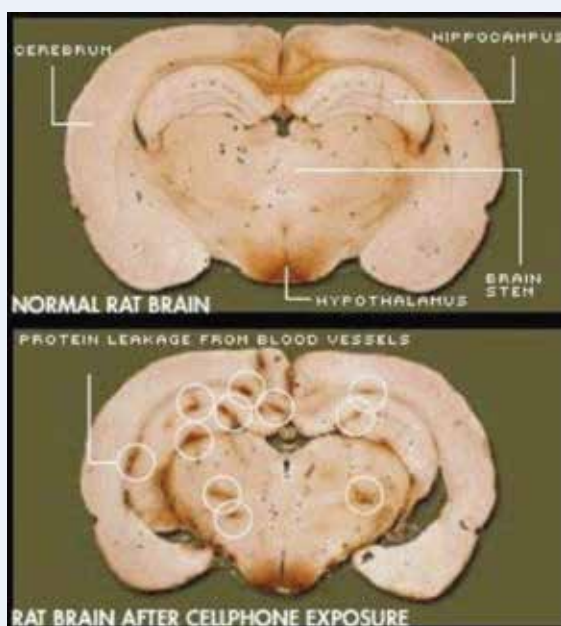 CEREBRUM
HIPPOCAMPUS
BRAIN
STEM
NORMAL RAT BRAIN
HYPOTHALAMUS
PROTEIN LEAKAGE FROM BLOOD VESSELS
RAT BRAIN AFTER CELLPHONE EXPOSURE